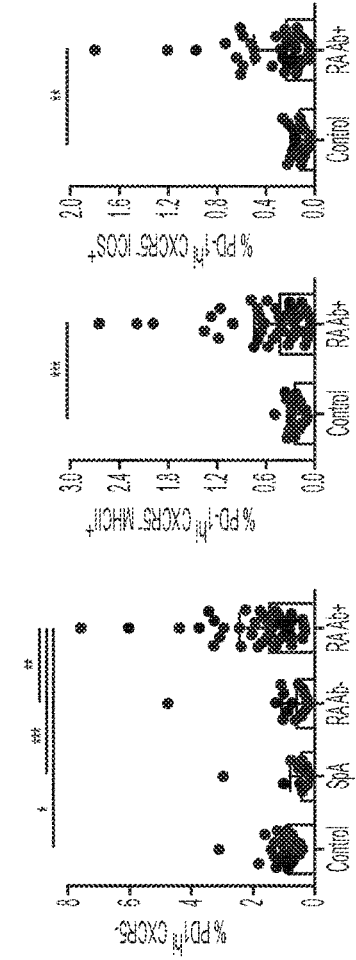 % PD1hi CXCR5-
8
6
4
2
0
* *** **
Control SpA RA Ab- RA Ab+
% PD-1hi CXCR5- MHCII+
3.0
2.4
1.8
1.2
0.6
0.0
***
Control RA Ab+
% PD-1hi CXCR5- ICOS+
2.0
1.6
1.2
0.8
0.4
0.0
**
Control RA Ab+